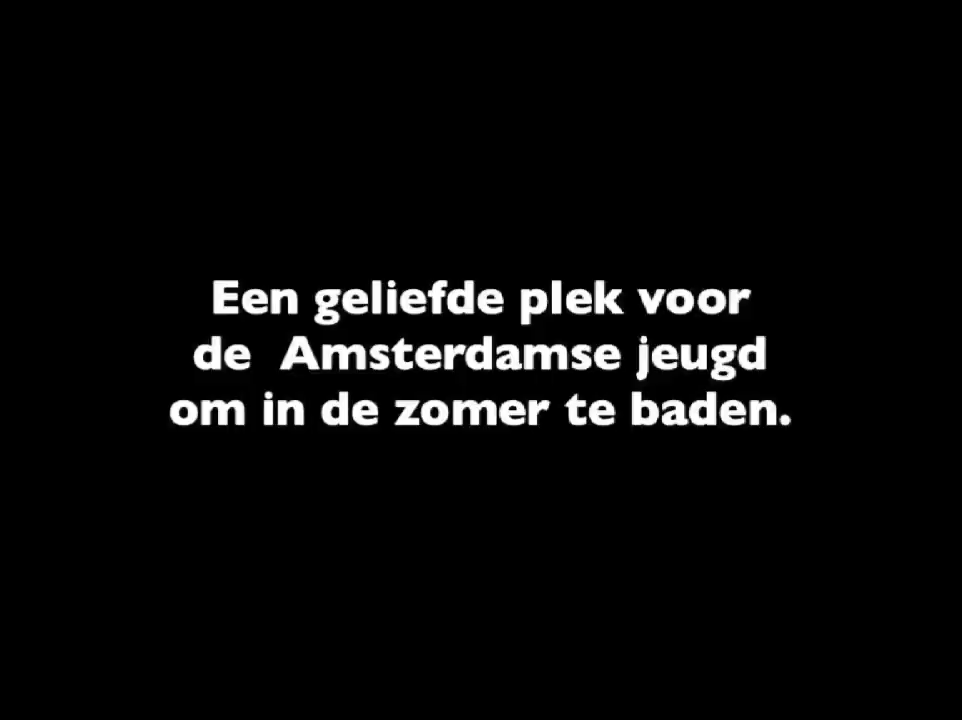 Een geliefde plek voor
de  Amsterdamse jeugd
om in de zomer te baden.